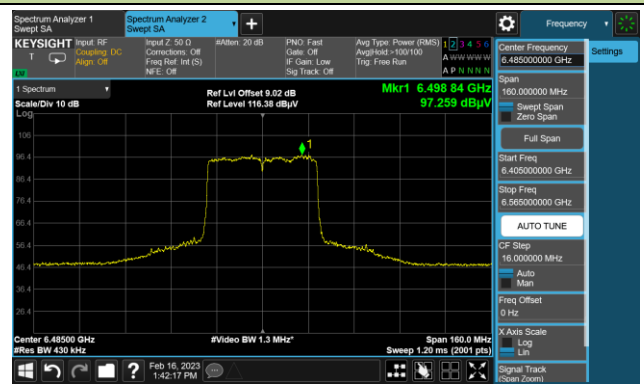 Spectrum Analyzer 1
Swept SA
Spectrum Analyzer 2
Swept SA
Frequency
KEYSIGHT
T
LV
Input: RF
Coupling: DC
Align: Off
Input Z: 50 Ω
Corrections: Off
Freq Ref: Int (S)
NFE: Off
#Atten: 20 dB
PNO: Fast
Gate: Off
IF Gain: Low
Sig Track: Off
Avg Type: Power (RMS)
Avg|Hold:>100/100
Trig: Free Run
1 2 3 4 5 6
A W W W W W
A P N N N N
1 Spectrum
Scale/Div 10 dB
Log
Ref Lvl Offset 9.02 dB
Ref Level 116.38 dBµV
Mkr1 6.498 84 GHz
97.259 dBµV
1
106
96.4
86.4
76.4
66.4
56.4
46.4
36.4
26.4
Center 6.48500 GHz
#Res BW 430 kHz
#Video BW 1.3 MHz*
Span 160.0 MHz
Sweep 1.20 ms (2001 pts)
Feb 16, 2023
1:42:17 PM
Center Frequency
6.485000000 GHz
Settings
Span
160.000000 MHz
Swept Span
Zero Span
Full Span
Start Freq
6.405000000 GHz
Stop Freq
6.565000000 GHz
AUTO TUNE
CF Step
16.000000 MHz
Auto
Man
Freq Offset
0 Hz
X Axis Scale
Log
Lin
Signal Track
(Span Zoom)